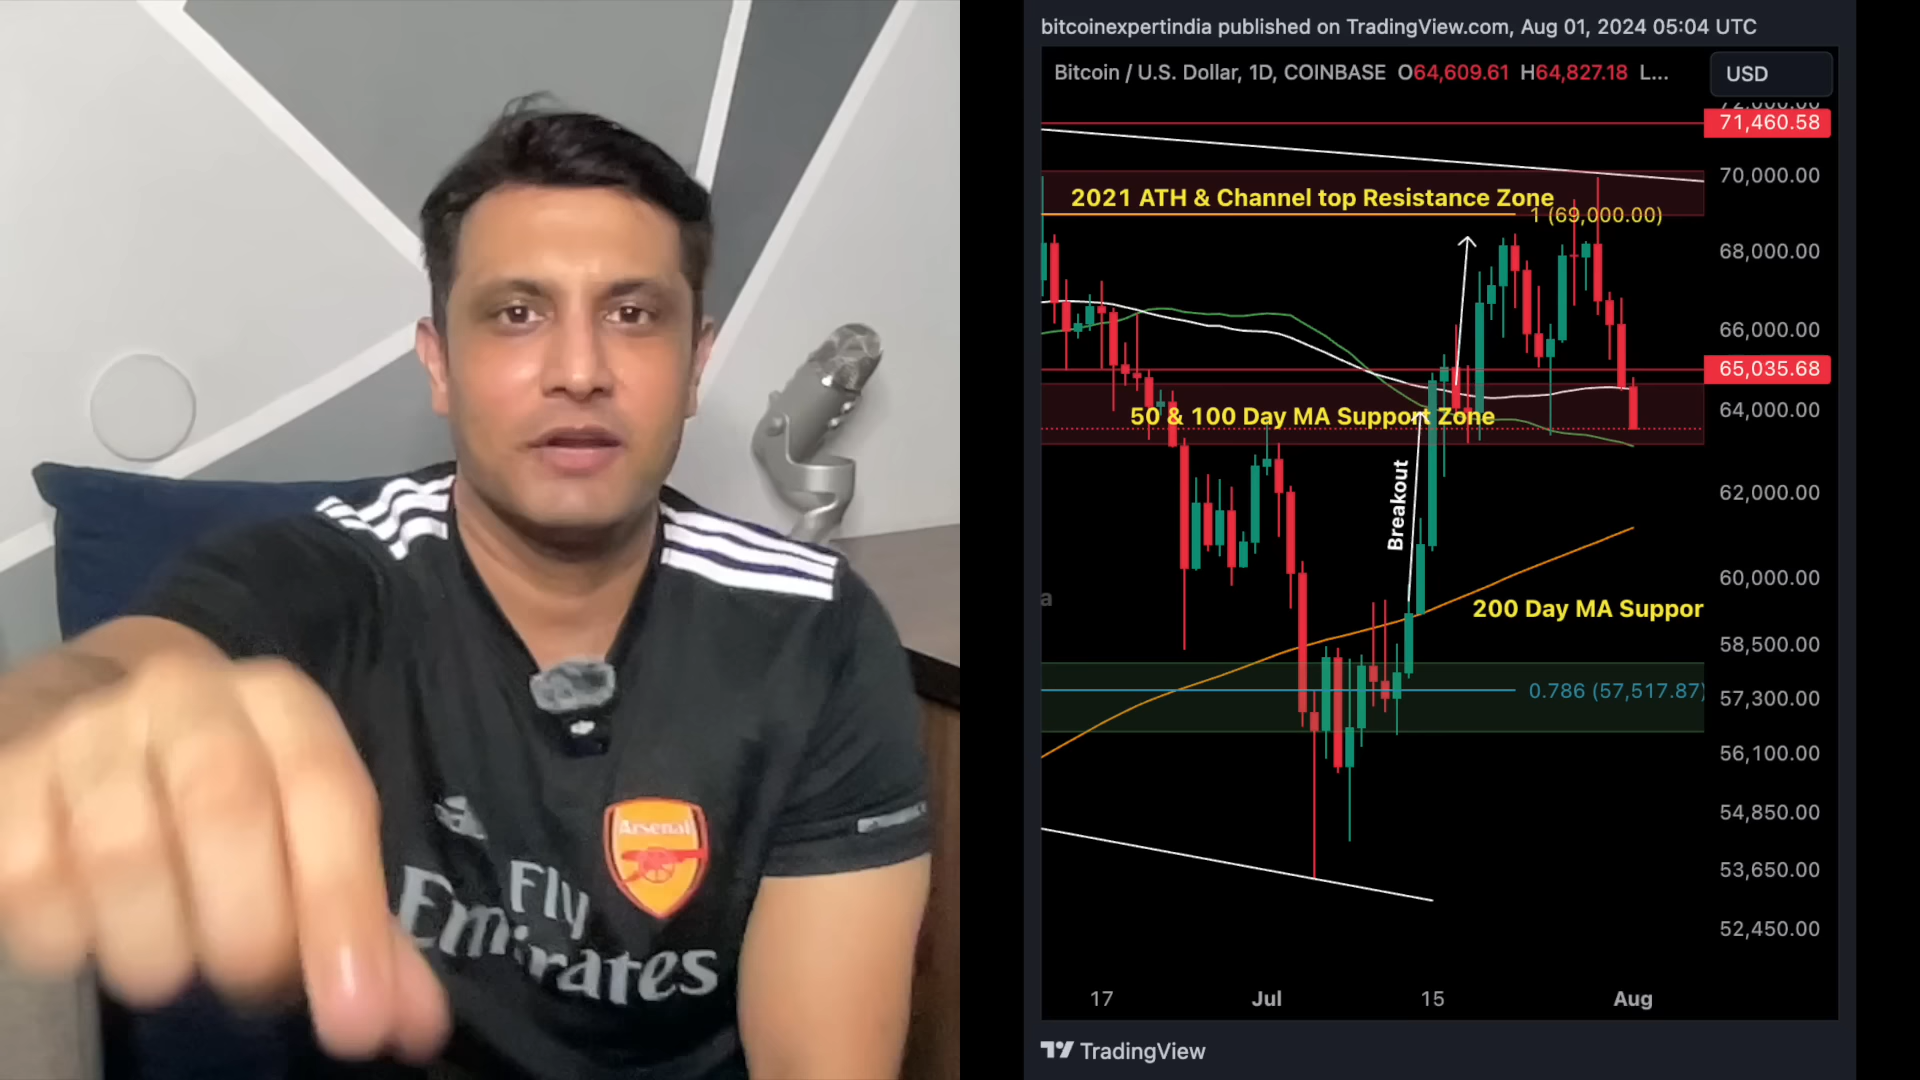 Arsenal
Fly
Emirates
bitcoinexpertindia published on TradingView.com, Aug 01, 2024 05:04 UTC
Bitcoin / U.S. Dollar, 1D, COINBASE O64,609.61 H64,827.18 L...
USD
72,000.00
71,460.58
70,000.00
2021 ATH & Channel top Resistance Zone
1 (69,000.00)
68,000.00
66,000.00
65,035.68
64,000.00
50 & 100 Day MA Support Zone
Breakout
62,000.00
60,000.00
a
200 Day MA Suppor
58,500.00
0.786 (57,517.87)
57,300.00
56,100.00
54,850.00
53,650.00
52,450.00
17 Jul 15 Aug
TradingView